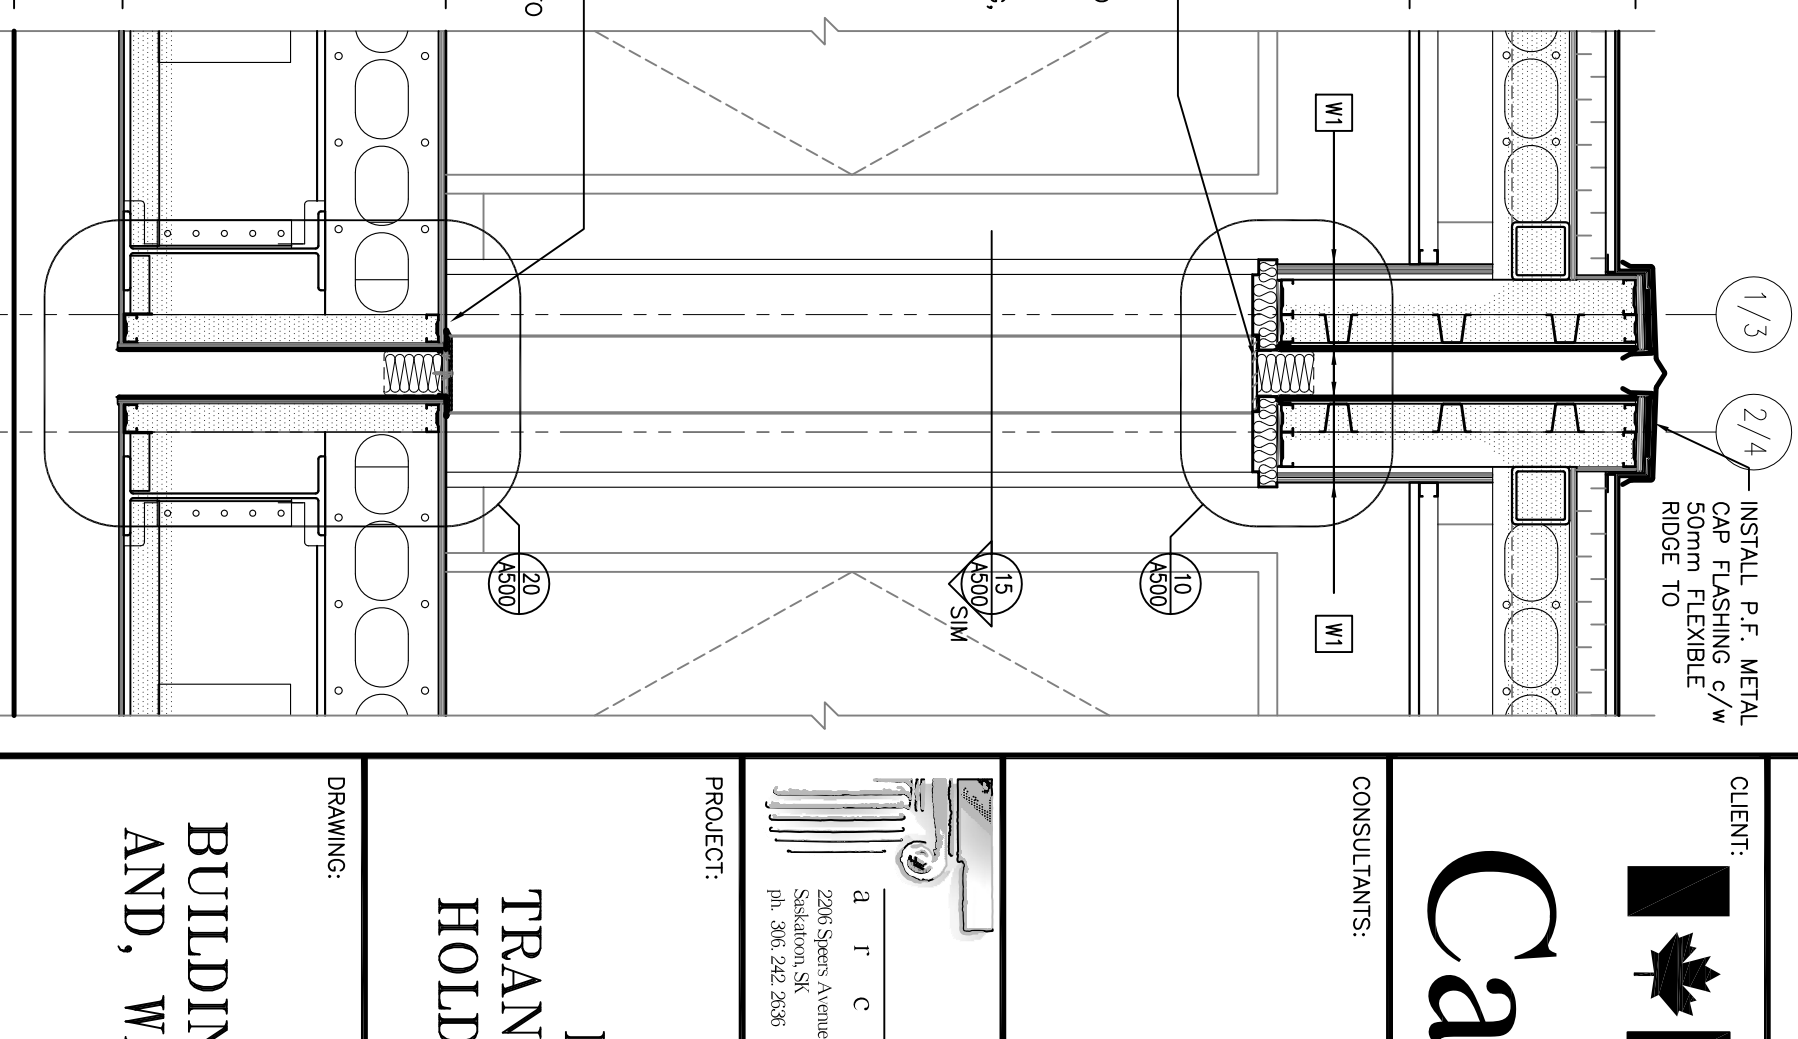 1/3
2/4
INSTALL P.F. METAL
CAP FLASHING c/w
50mm FLEXIBLE
RIDGE TO
W1
W1
10
A500
15
A500
SIM
20
A500
TO
CLIENT:
Ca
CONSULTANTS:
a r c
2206 Speers Avenue
Saskatoon, SK
ph. 306. 242. 2636
PROJECT:
TRAN
HOLD
DRAWING:
BUILDIN
AND, W